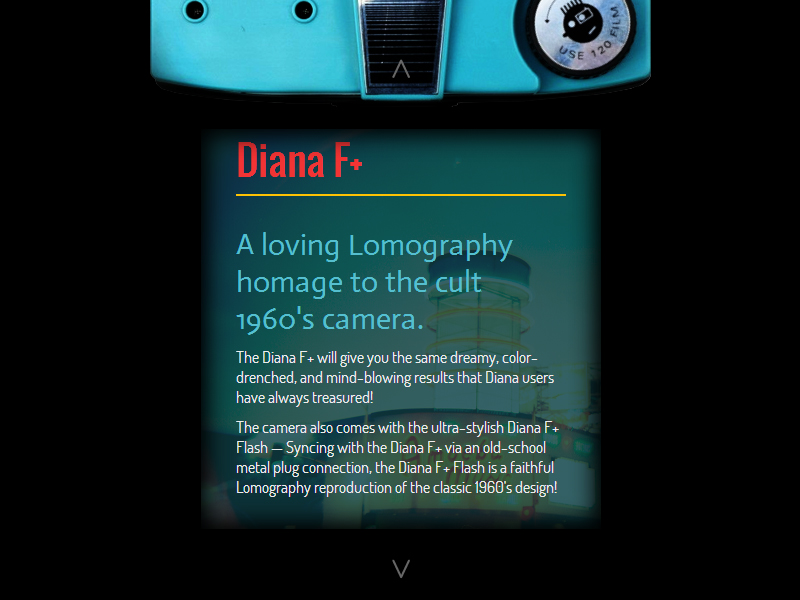 USE 120 FILM
Diana F+
A loving Lomography
homage to the cult
1960's camera.
The Diana F+ will give you the same dreamy, color-
drenched, and mind-blowing results that Diana users
have always treasured!
The camera also comes with the ultra-stylish Diana F+
Flash — Syncing with the Diana F+ via an old-school
metal plug connection, the Diana F+ Flash is a faithful
Lomography reproduction of the classic 1960's design!